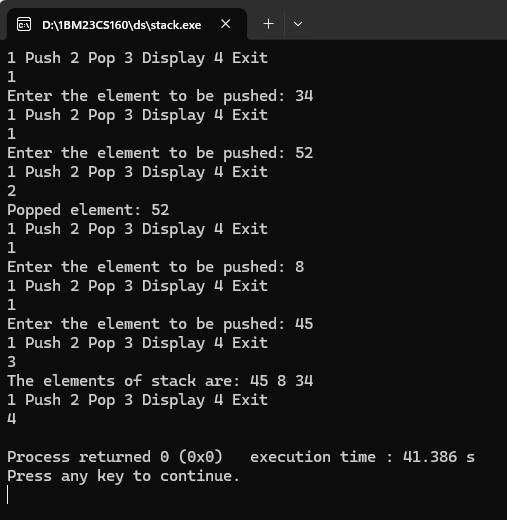 D:\1BM23CS160\ds\stack.exe
1 Push 2 Pop 3 Display 4 Exit
1
Enter the element to be pushed: 34
1 Push 2 Pop 3 Display 4 Exit
1
Enter the element to be pushed: 52
1 Push 2 Pop 3 Display 4 Exit
2
Popped element: 52
1 Push 2 Pop 3 Display 4 Exit
1
Enter the element to be pushed: 8
1 Push 2 Pop 3 Display 4 Exit
1
Enter the element to be pushed: 45
1 Push 2 Pop 3 Display 4 Exit
3
The elements of stack are: 45 8 34
1 Push 2 Pop 3 Display 4 Exit
4

Process returned 0 (0x0)   execution time : 41.386 s
Press any key to continue.